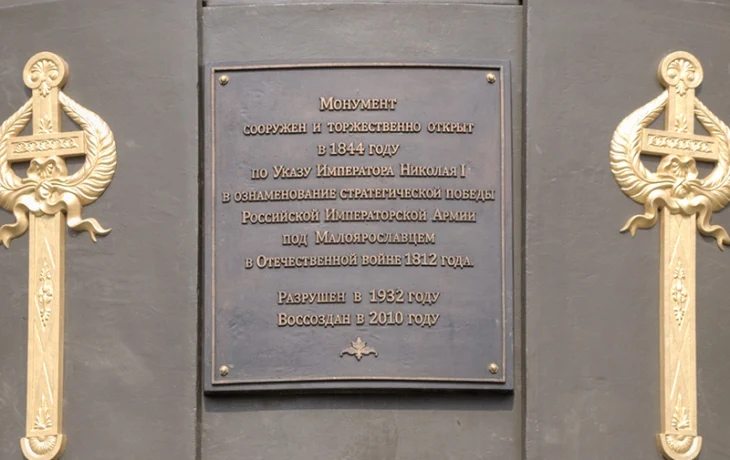 Монумент
сооружен и торжественно открыт
в 1844 году
по Указу Императора Николая I
в ознаменование стратегической победы
Российской Императорской Армии
под Малоярославцем
в Отечественной войне 1812 года.
Разрушен в 1932 году
Воссоздан в 2010 году